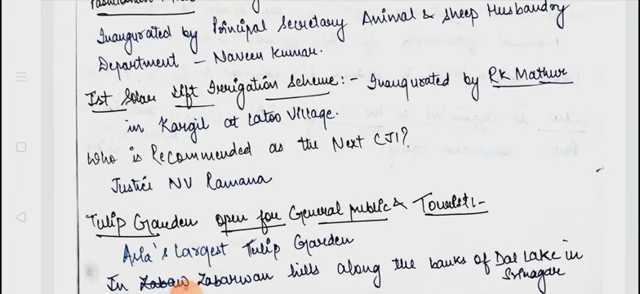 Inaugurated by Principal Secretary Animal & Sheep Husbandry
Department - Naveen Kumar.
Ist Solar Lift Irrigation Scheme:- Inaugurated by RK Mathur
in Kargil at Latoo Village.
Who is Recommended as the Next CJI?
Justice NV Ramana
Tulip Garden open for General public & Tourists:-
Asia's Largest Tulip Garden
In Zabarwan hills along the banks of Dal Lake in
Srinagar